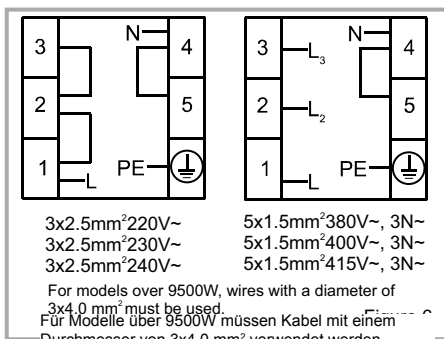 N
3 4
2 5
1 L PE
N
3 L₃ 4
2 L₂ 5
1 L PE
3x2.5mm²220V~
3x2.5mm²230V~
3x2.5mm²240V~
5x1.5mm²380V~, 3N~
5x1.5mm²400V~, 3N~
5x1.5mm²415V~, 3N~
For models over 9500W, wires with a diameter of
3x4.0 mm² must be used.
Für Modelle über 9500W müssen Kabel mit einem
Durchmesser von 3x4.0 mm² verwendet werden